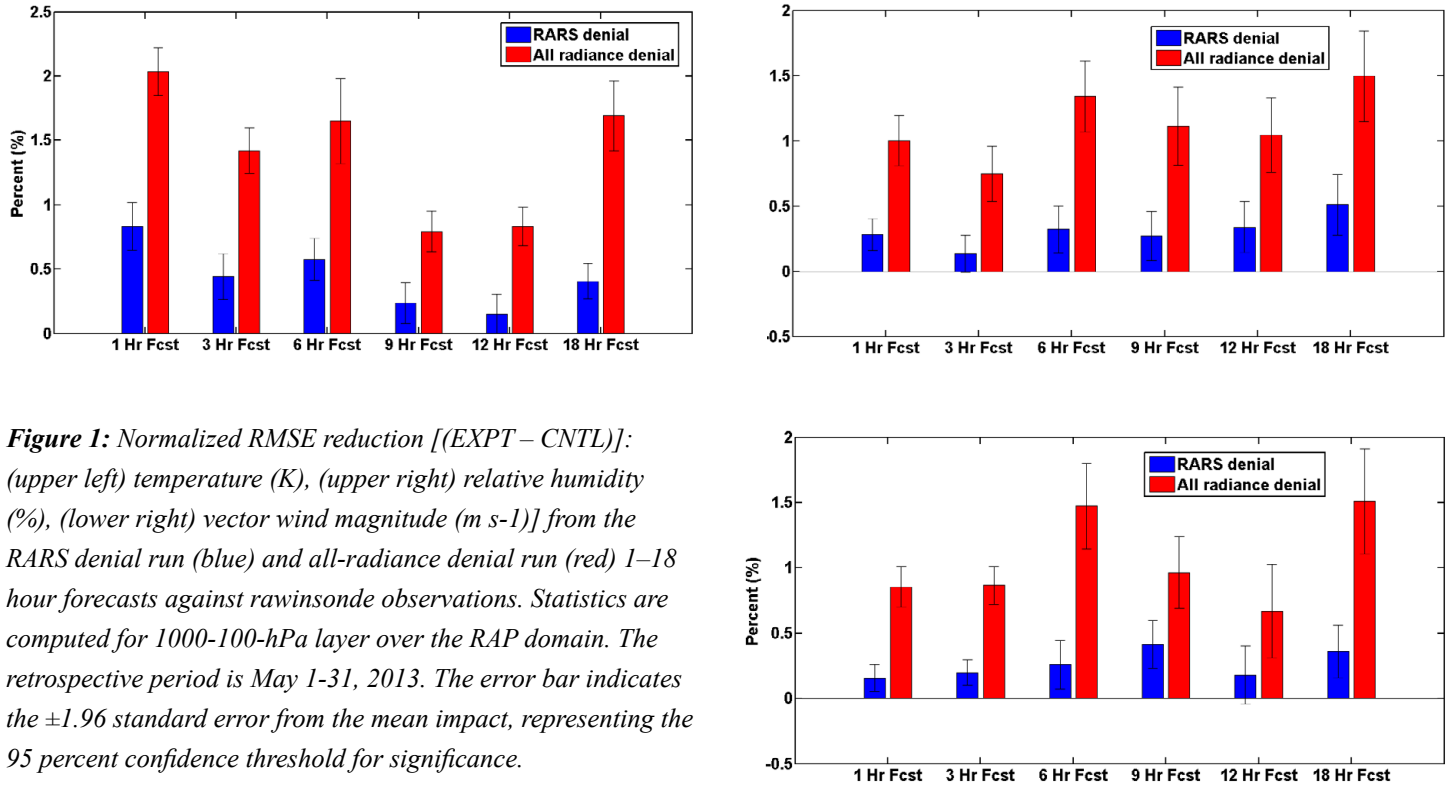 2.5
2
1.5
1
0.5
0
Percent (%)
RARS denial
All radiance denial
1 Hr Fcst 3 Hr Fcst 6 Hr Fcst 9 Hr Fcst 12 Hr Fcst 18 Hr Fcst
2
1.5
1
0.5
0
-0.5
RARS denial
All radiance denial
1 Hr Fcst 3 Hr Fcst 6 Hr Fcst 9 Hr Fcst 12 Hr Fcst 18 Hr Fcst
Figure 1: Normalized RMSE reduction [(EXPT – CNTL)]:
(upper left) temperature (K), (upper right) relative humidity
(%), (lower right) vector wind magnitude (m s-1)] from the
RARS denial run (blue) and all-radiance denial run (red) 1–18
hour forecasts against rawinsonde observations. Statistics are
computed for 1000-100-hPa layer over the RAP domain. The
retrospective period is May 1-31, 2013. The error bar indicates
the ±1.96 standard error from the mean impact, representing the
95 percent confidence threshold for significance.
2
1.5
1
0.5
0
-0.5
Percent (%)
RARS denial
All radiance denial
1 Hr Fcst 3 Hr Fcst 6 Hr Fcst 9 Hr Fcst 12 Hr Fcst 18 Hr Fcst